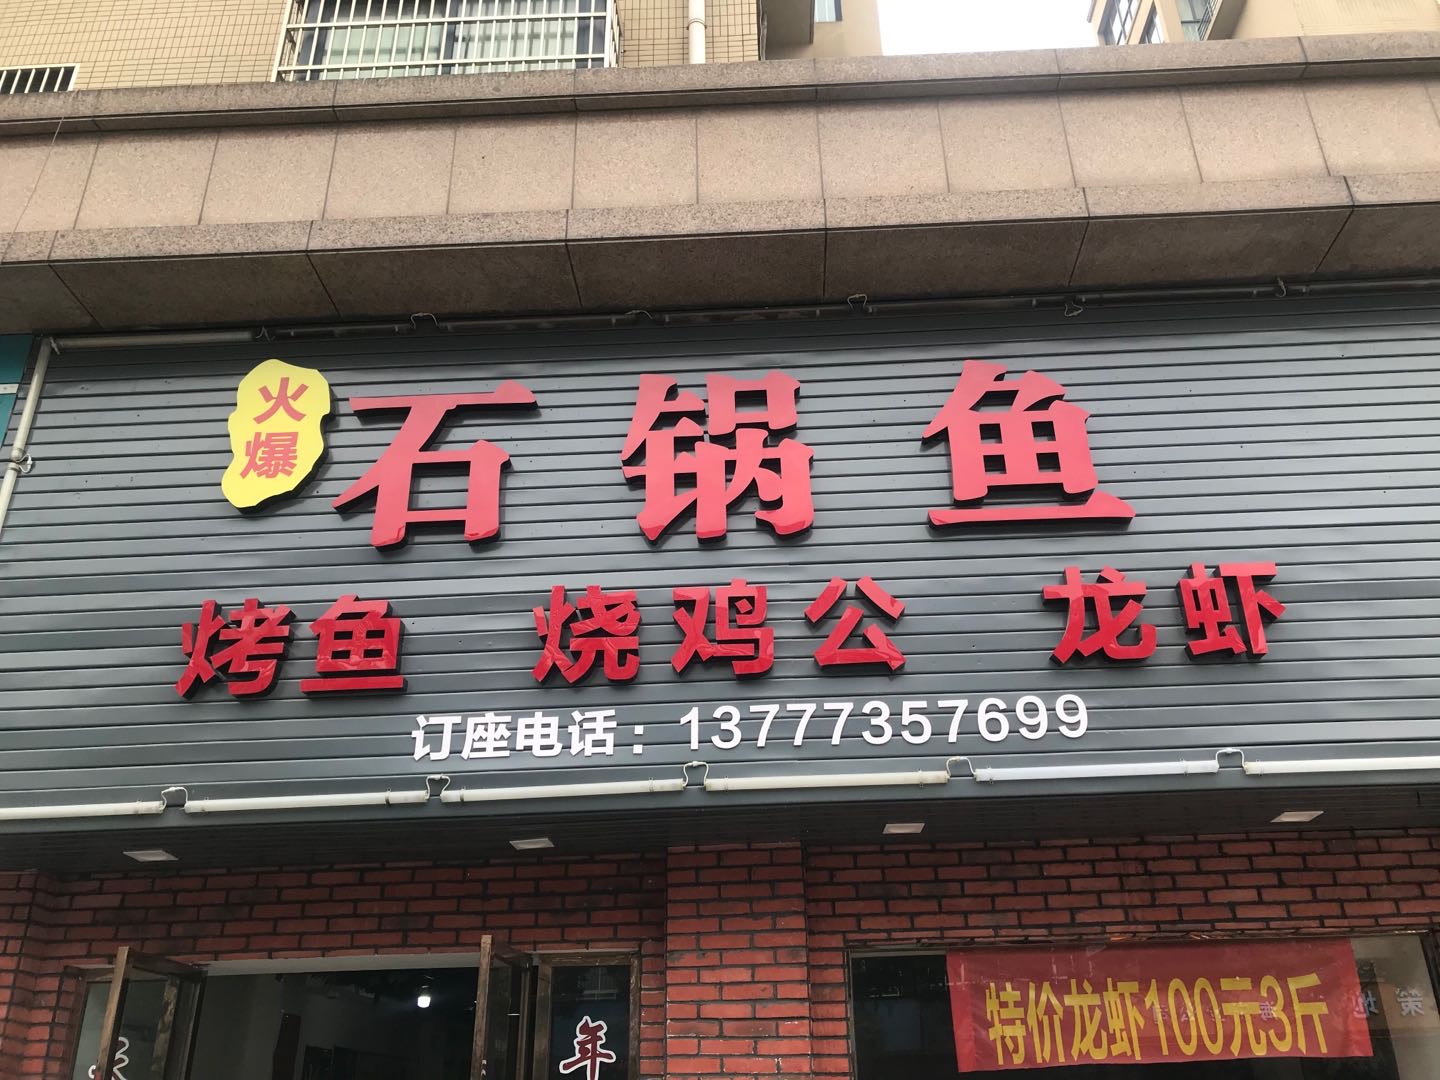 火爆
石锅鱼
烤鱼 烧鸡公 龙虾
订座电话：13777357699
特价龙虾100元3斤
年